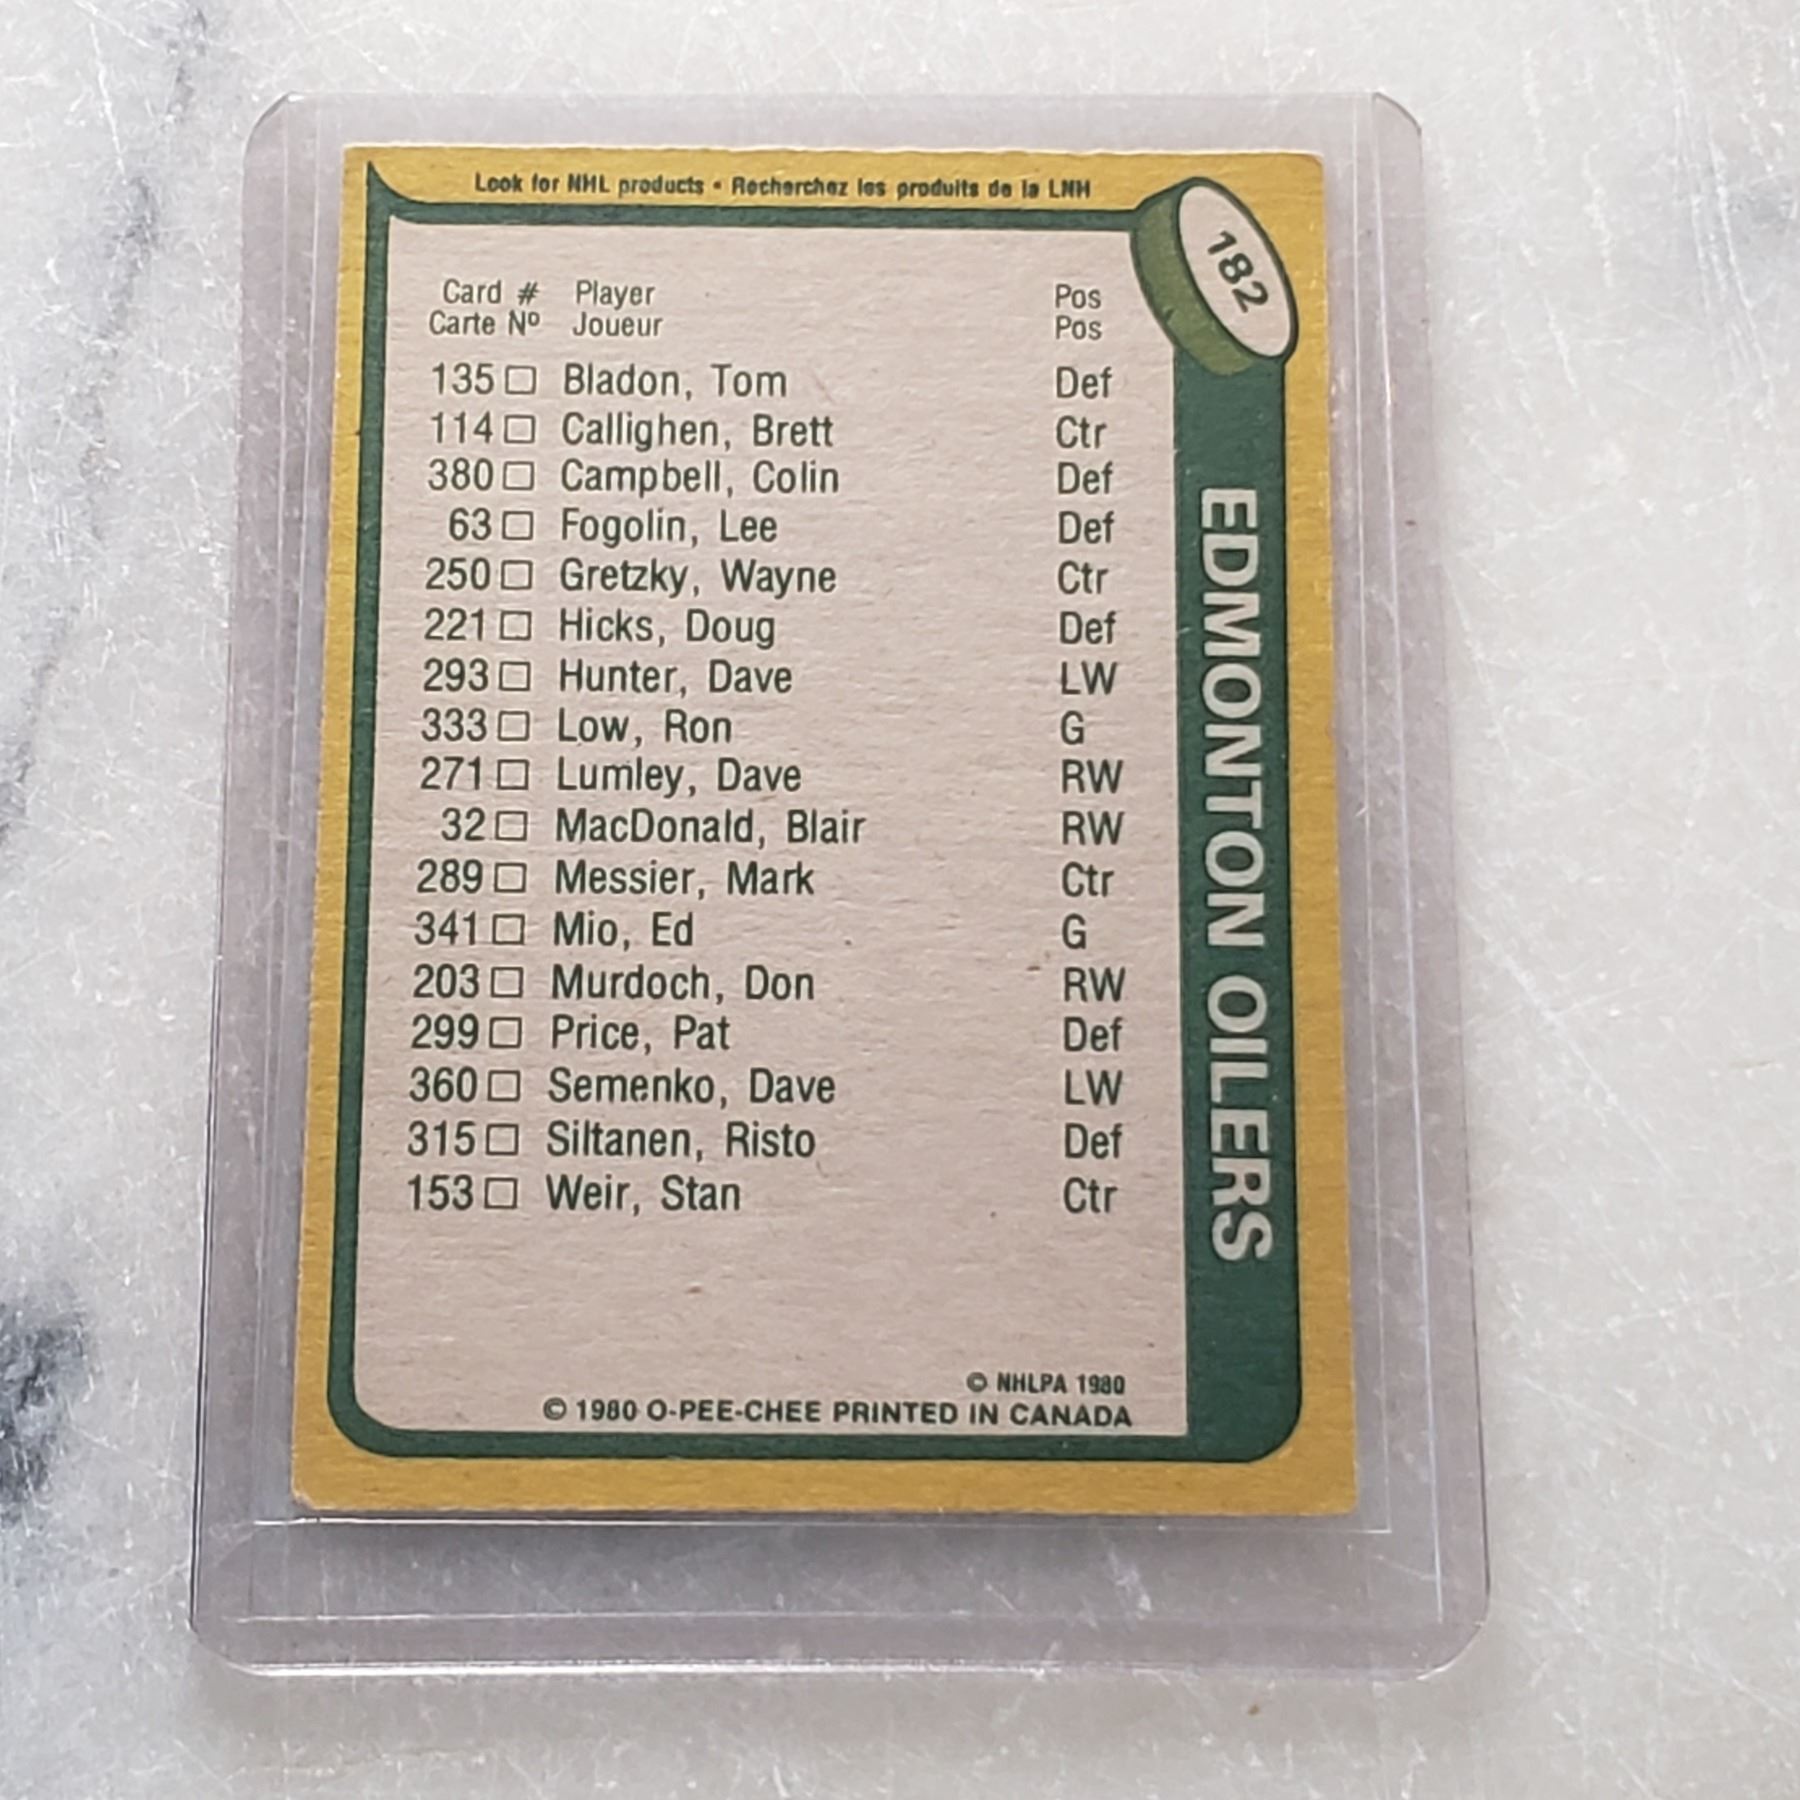 Look for NHL products • Recherchez les produits de la LNH
182
Card # Player Pos
Carte Nº Joueur Pos
135 □ Bladon, Tom Def
114 □ Callighen, Brett Ctr
380 □ Campbell, Colin Def
63 □ Fogolin, Lee Def
250 □ Gretzky, Wayne Ctr
221 □ Hicks, Doug Def
293 □ Hunter, Dave LW
333 □ Low, Ron G
271 □ Lumley, Dave RW
32 □ MacDonald, Blair RW
289 □ Messier, Mark Ctr
341 □ Mio, Ed G
203 □ Murdoch, Don RW
299 □ Price, Pat Def
360 □ Semenko, Dave LW
315 □ Siltanen, Risto Def
153 □ Weir, Stan Ctr
EDMONTON OILERS
© NHLPA 1980
© 1980 O-PEE-CHEE PRINTED IN CANADA